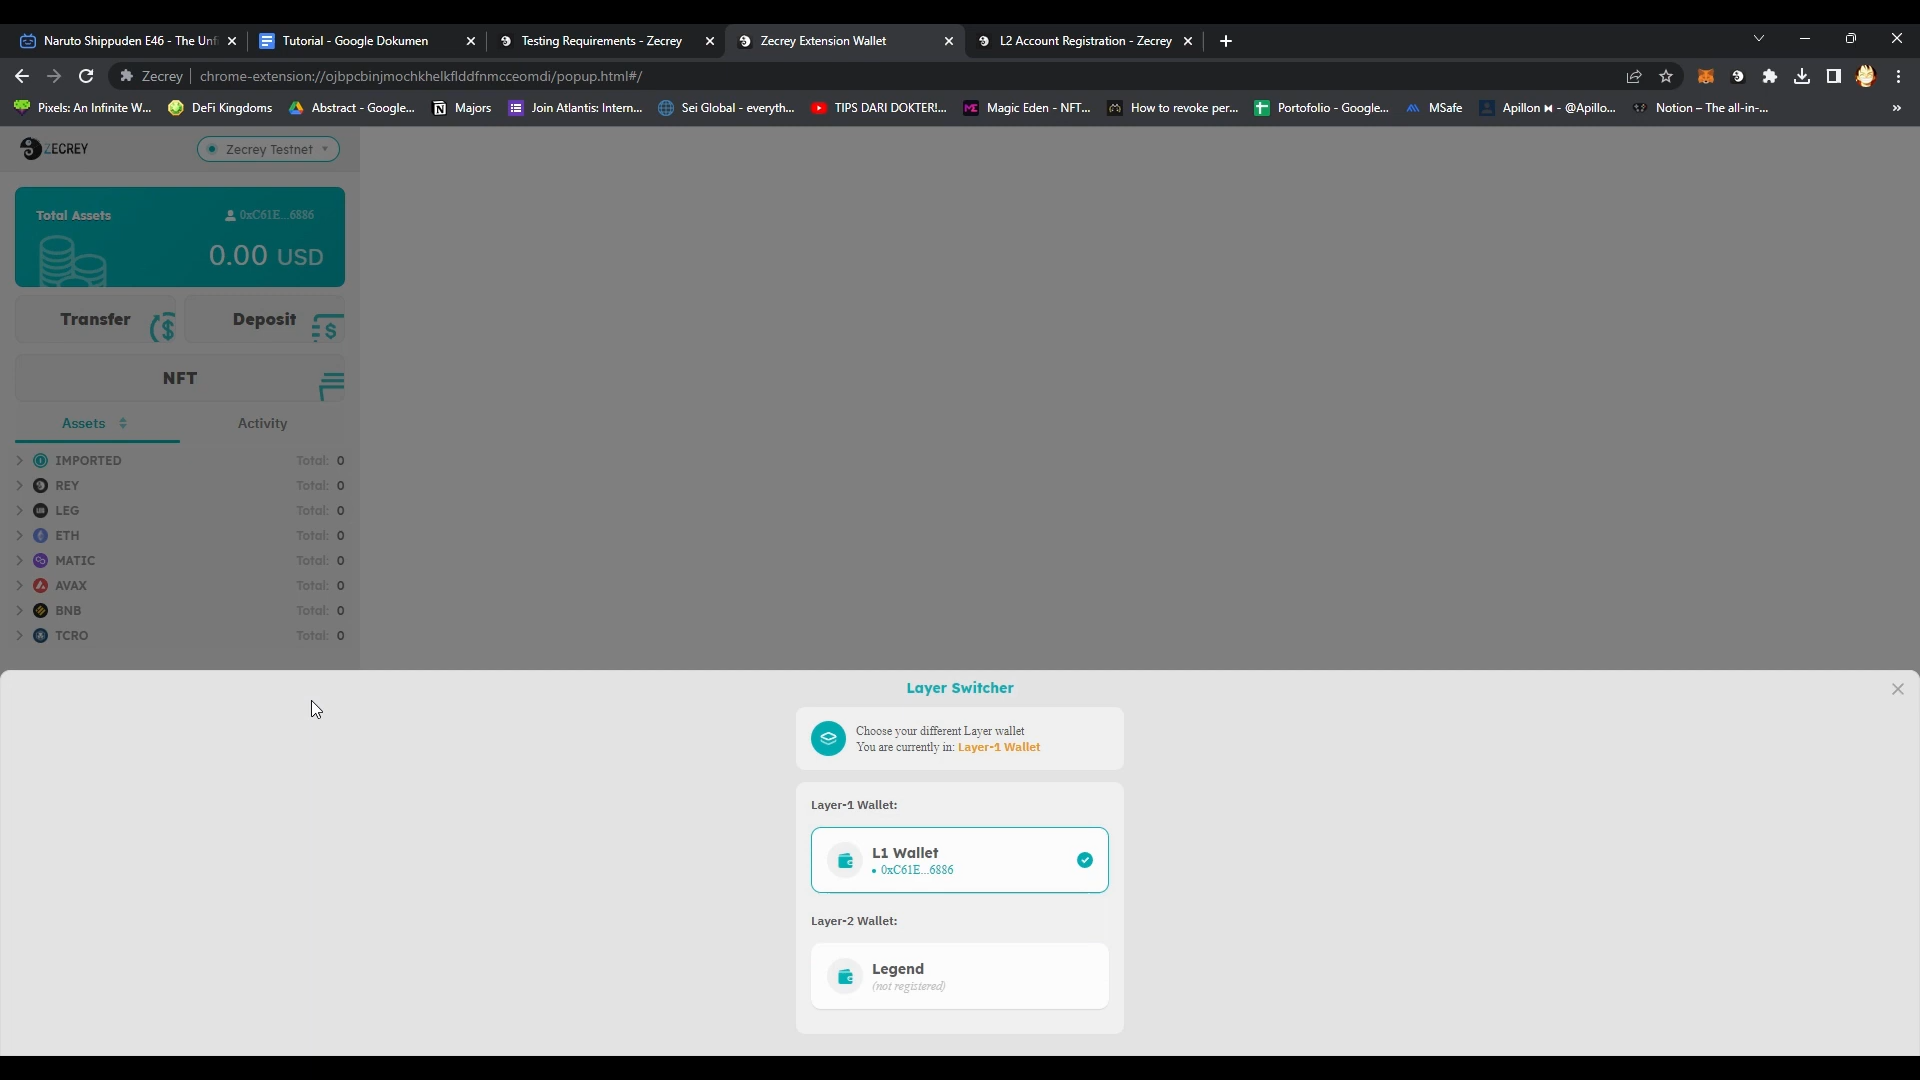 Naruto Shippuden E46 - The Unfi
Tutorial - Google Dokumen
Testing Requirements - Zecrey
Zecrey Extension Wallet
L2 Account Registration - Zecrey
Zecrey
chrome-extension://ojbpcbinjmochkhelkflddfnmcceomdi/popup.html#/
Pixels: An Infinite W...
DeFi Kingdoms
Abstract - Google...
Majors
Join Atlantis: Intern...
Sei Global - everyth...
TIPS DARI DOKTER!...
Magic Eden - NFT...
How to revoke per...
Portofolio - Google...
MSafe
Apillon ⧓ - @Apillo...
Notion – The all-in-...
»
ZECREY
Zecrey Testnet
Total Assets
0xC61E...6886
0.00 USD
Transfer
Deposit
NFT
Assets
Activity
IMPORTED Total: 0
REY Total: 0
LEG Total: 0
ETH Total: 0
MATIC Total: 0
AVAX Total: 0
BNB Total: 0
TCRO Total: 0
Layer Switcher
Choose your different Layer wallet
You are currently in: Layer-1 Wallet
Layer-1 Wallet:
L1 Wallet
• 0xC61E...6886
Layer-2 Wallet:
Legend
(not registered)